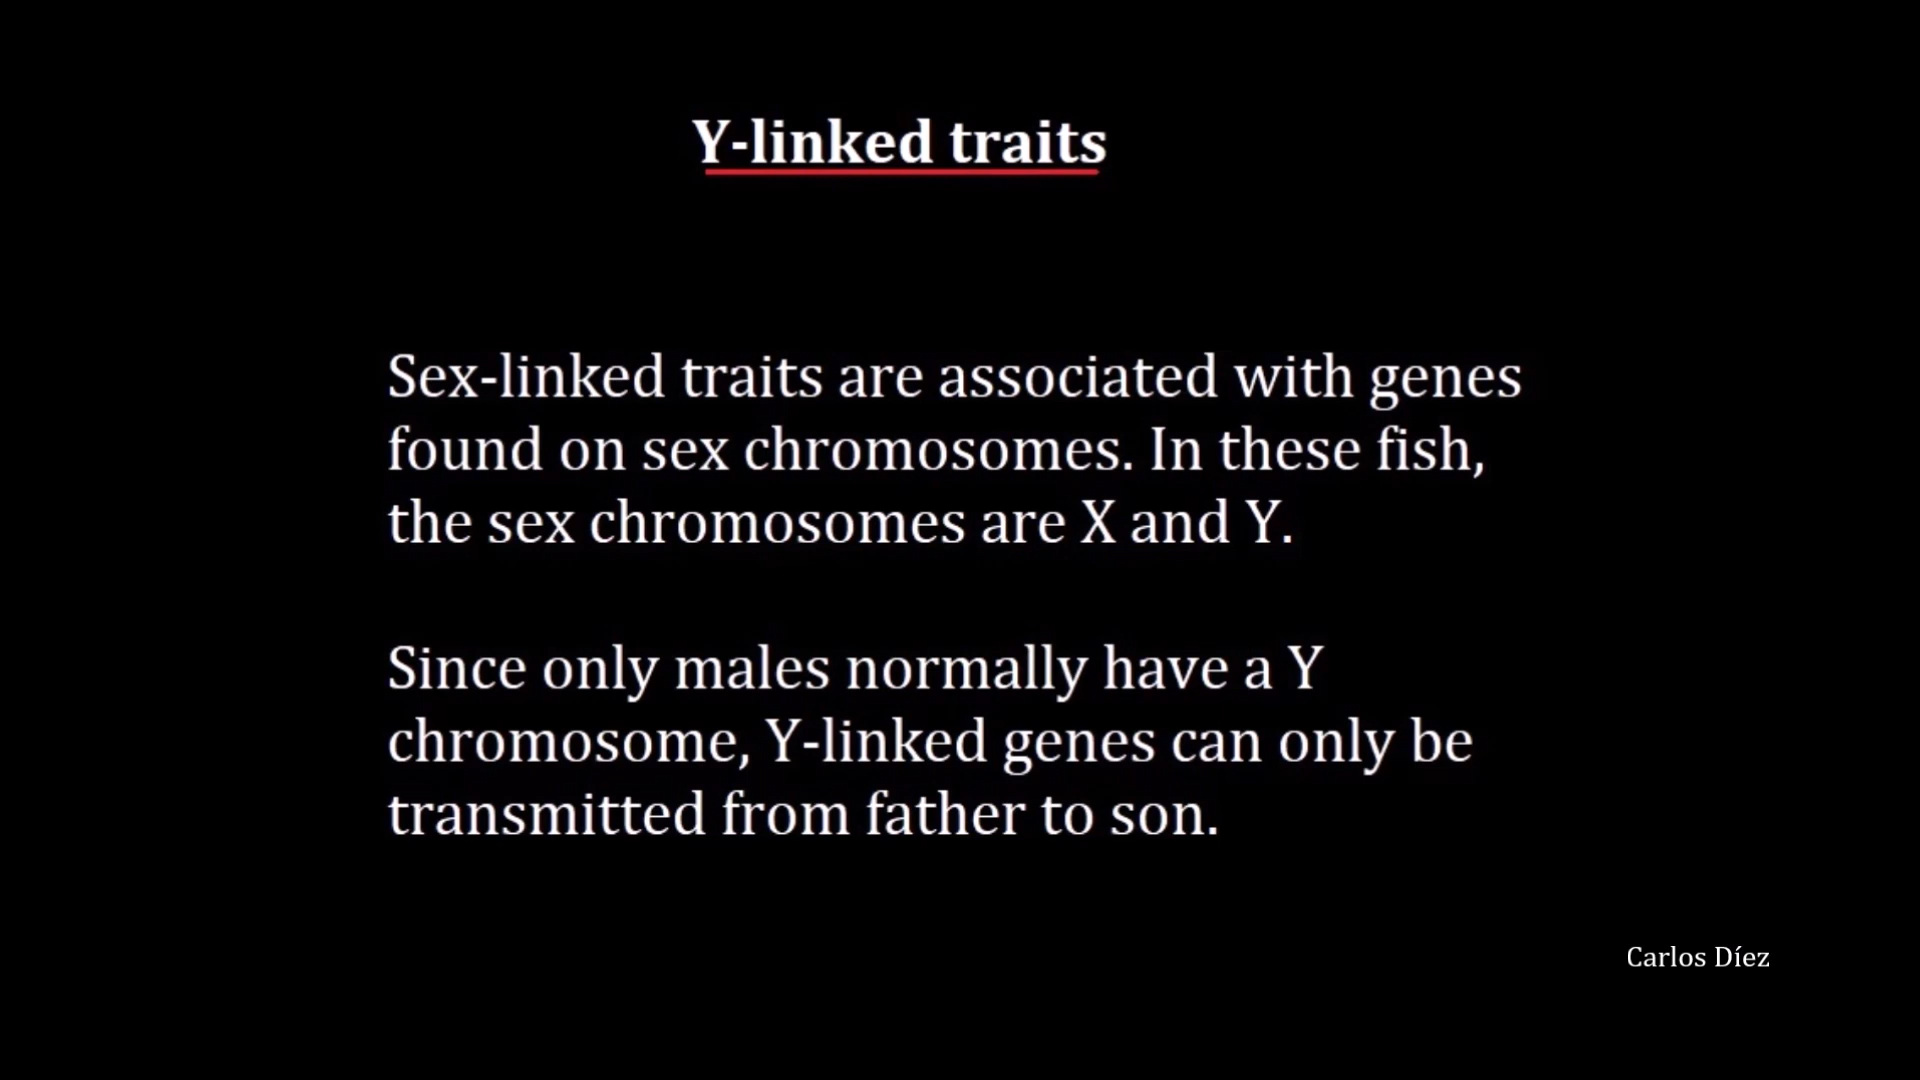 Y-linked traits
Sex-linked traits are associated with genes
found on sex chromosomes. In these fish,
the sex chromosomes are X and Y.
Since only males normally have a Y
chromosome, Y-linked genes can only be
transmitted from father to son.
Carlos Díez